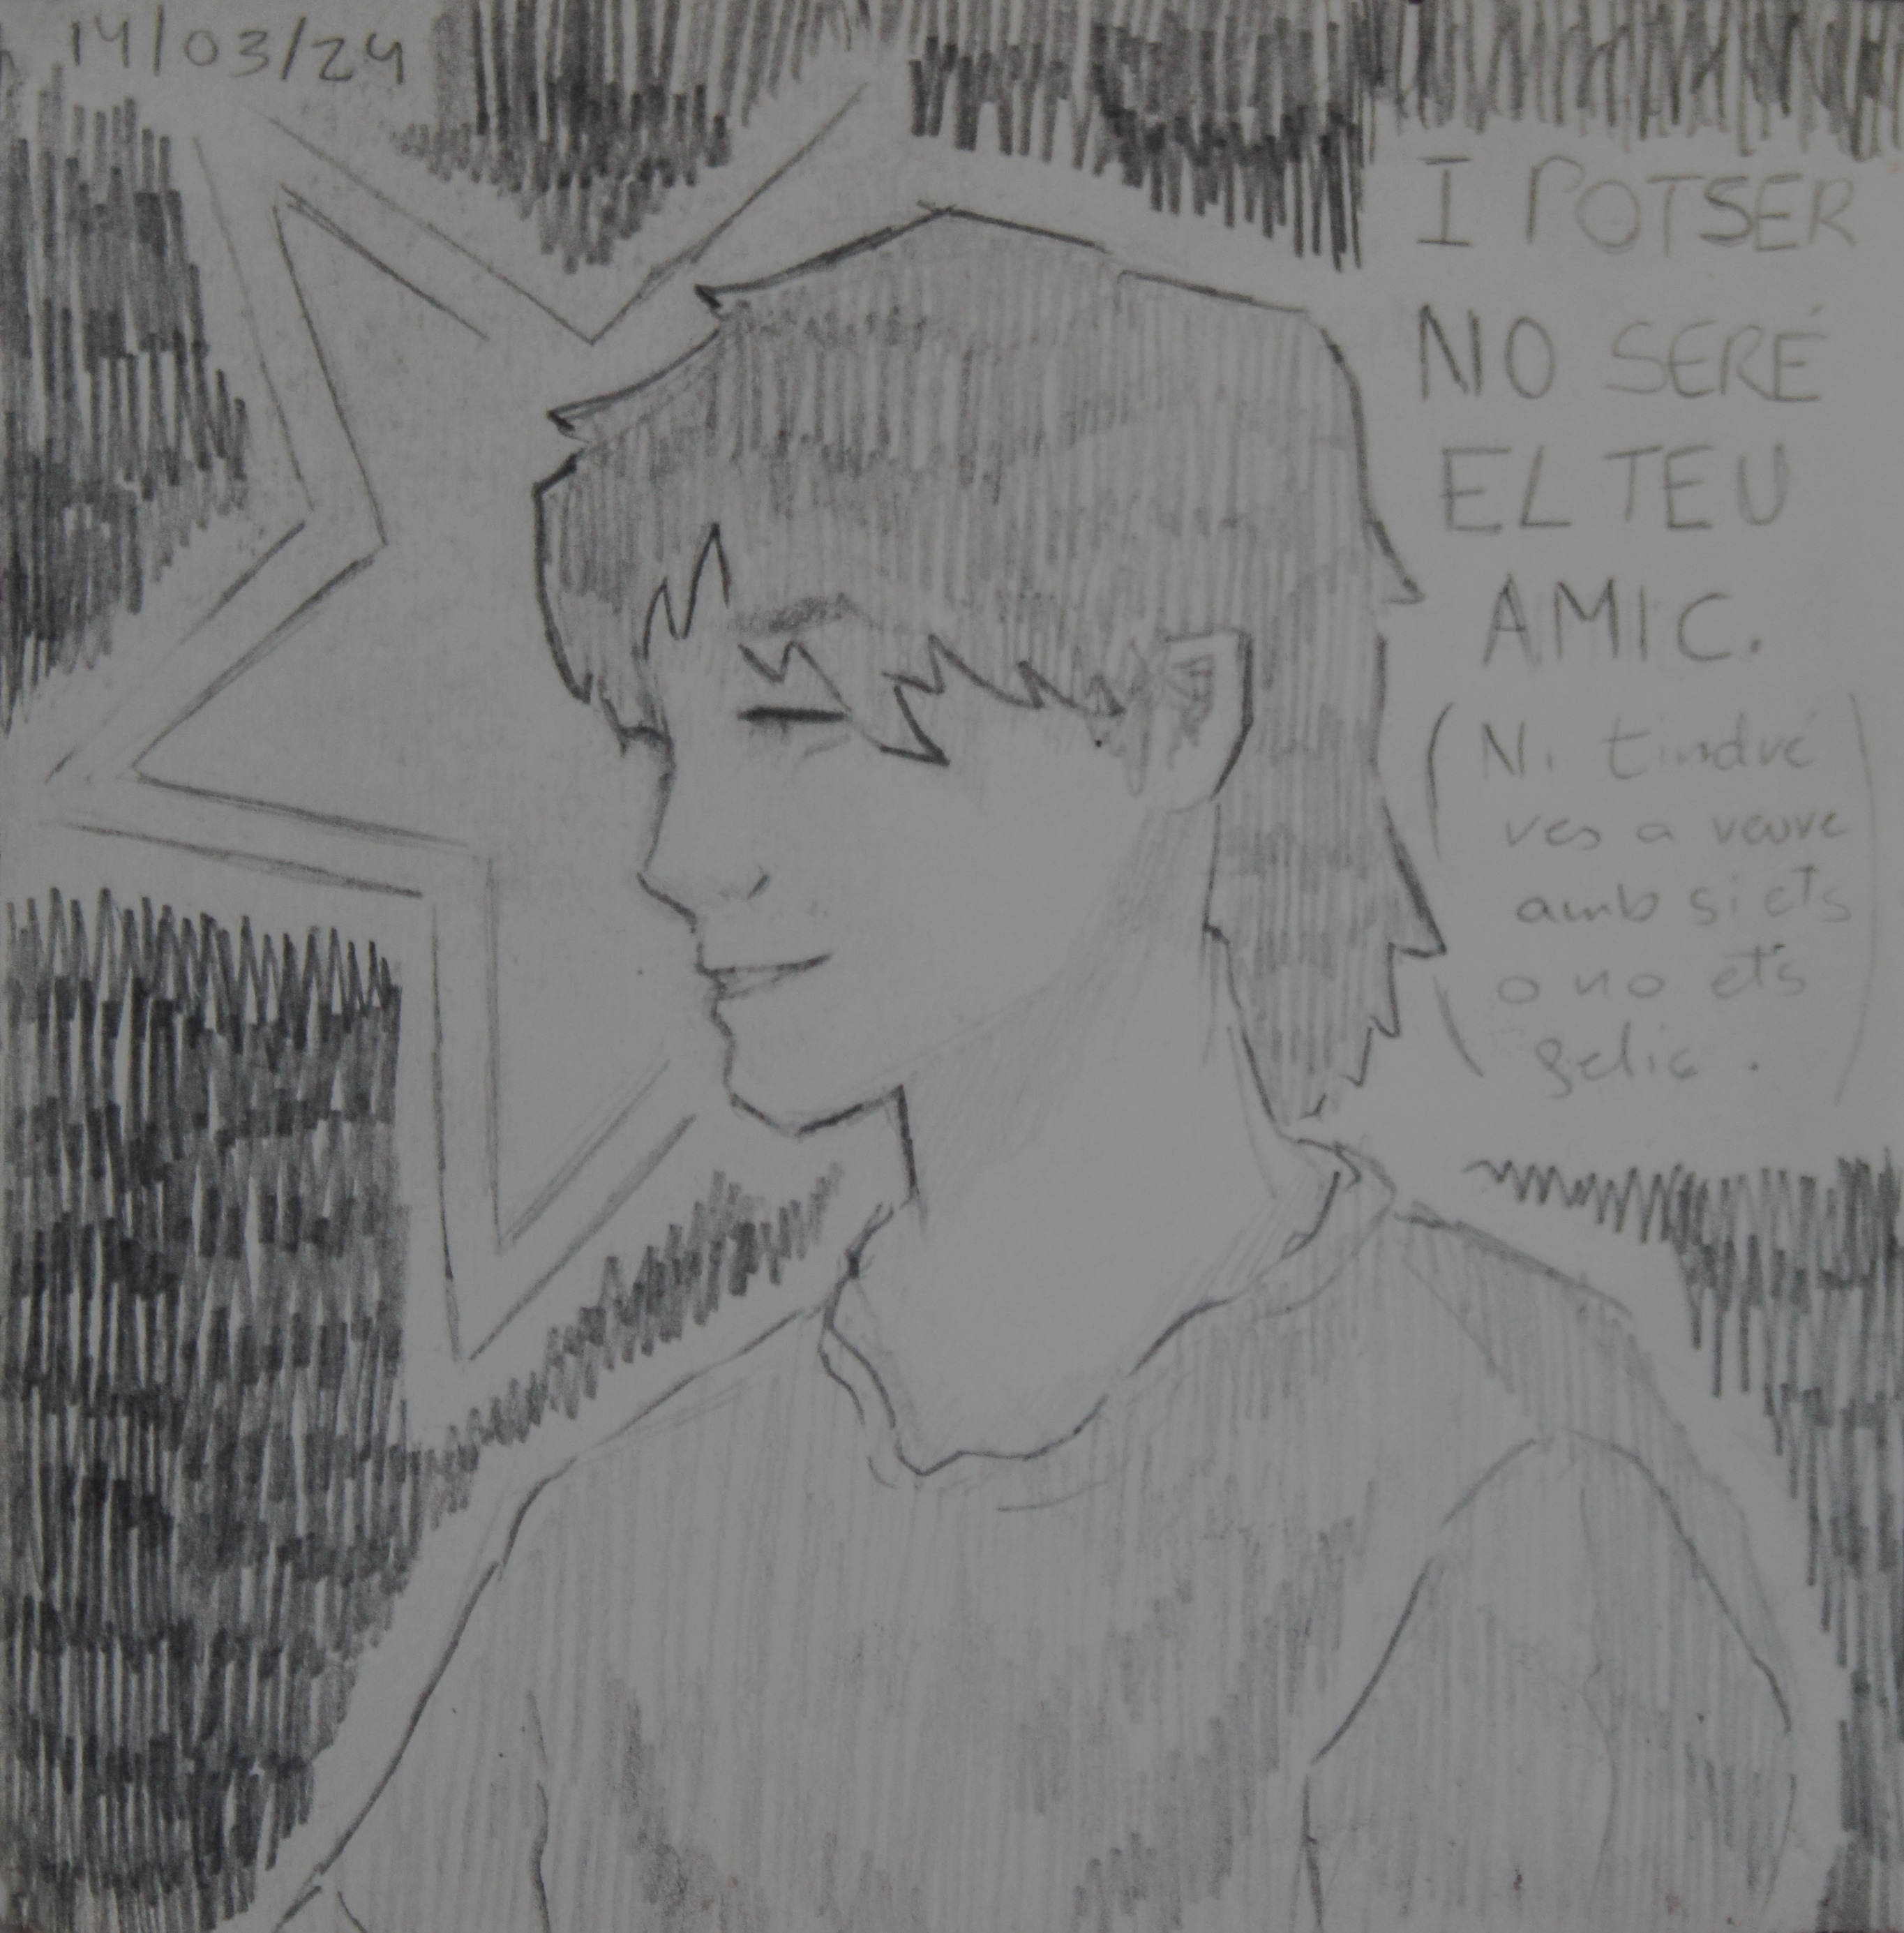 14/03/24
I POTSER
NO SERÉ
EL TEU
AMIC.
(Ni tindré
res a veure
amb si ets
o no ets
feliç.)